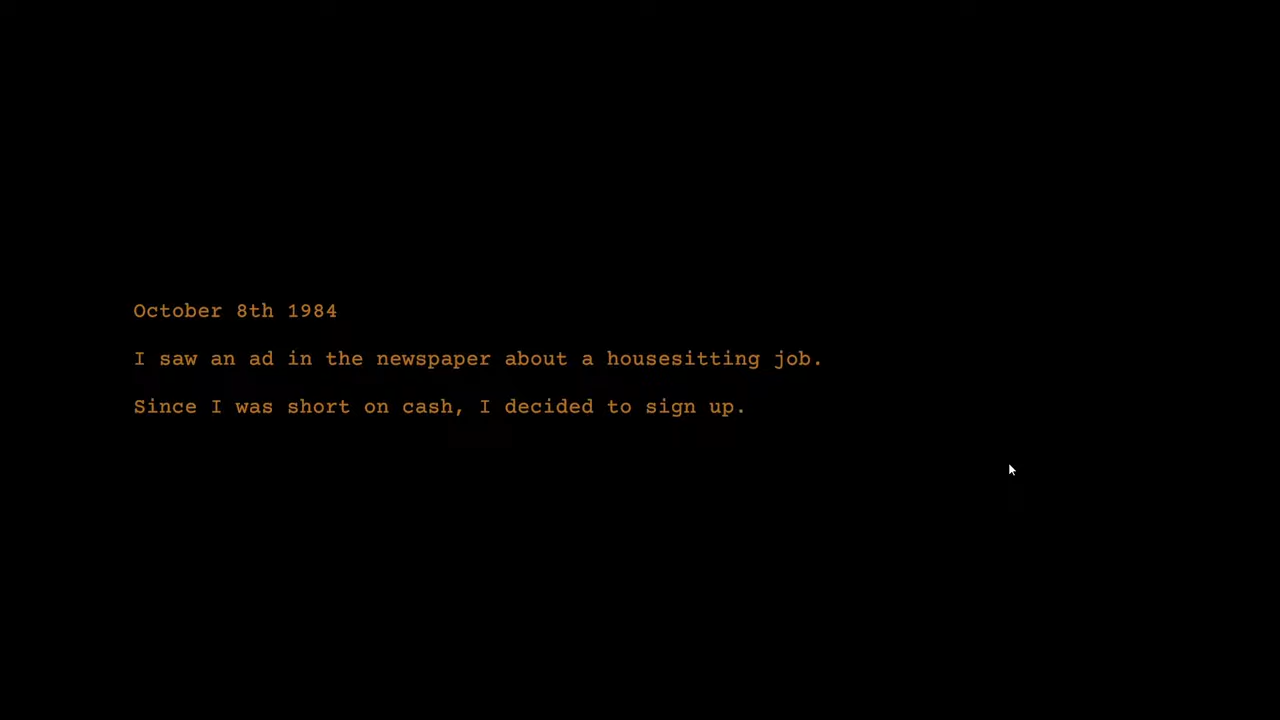 October 8th 1984
I saw an ad in the newspaper about a housesitting job.
Since I was short on cash, I decided to sign up.